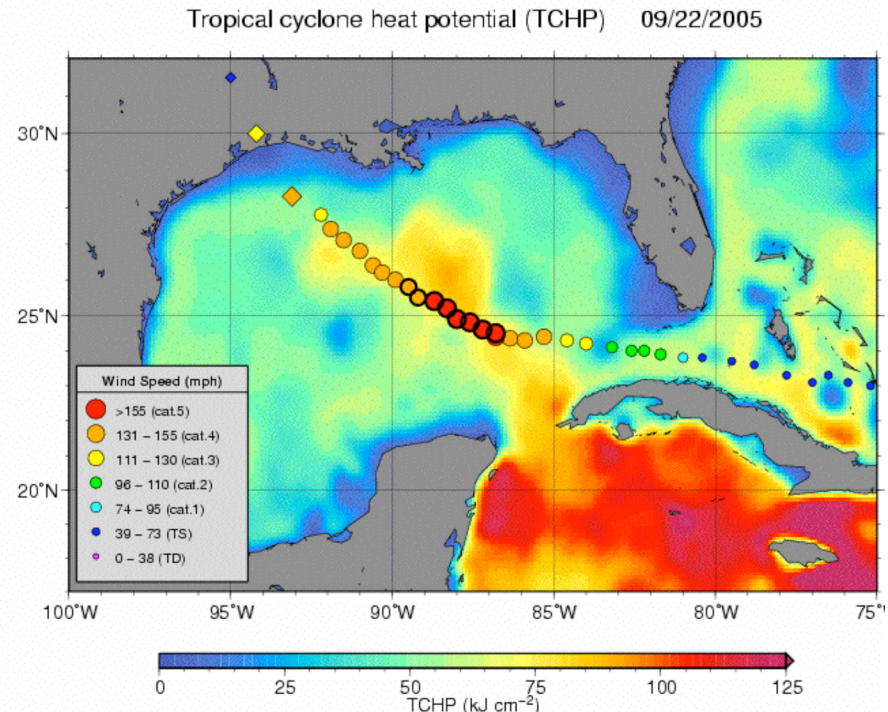 Tropical cyclone heat potential (TCHP) 09/22/2005
30°N
25°N
20°N
Wind Speed (mph)
>155 (cat.5)
131 – 155 (cat.4)
111 – 130 (cat.3)
96 – 110 (cat.2)
74 – 95 (cat.1)
39 – 73 (TS)
0 – 38 (TD)
100°W 95°W 90°W 85°W 80°W 75°W
0 25 50 75 100 125
TCHP (kJ cm⁻²)